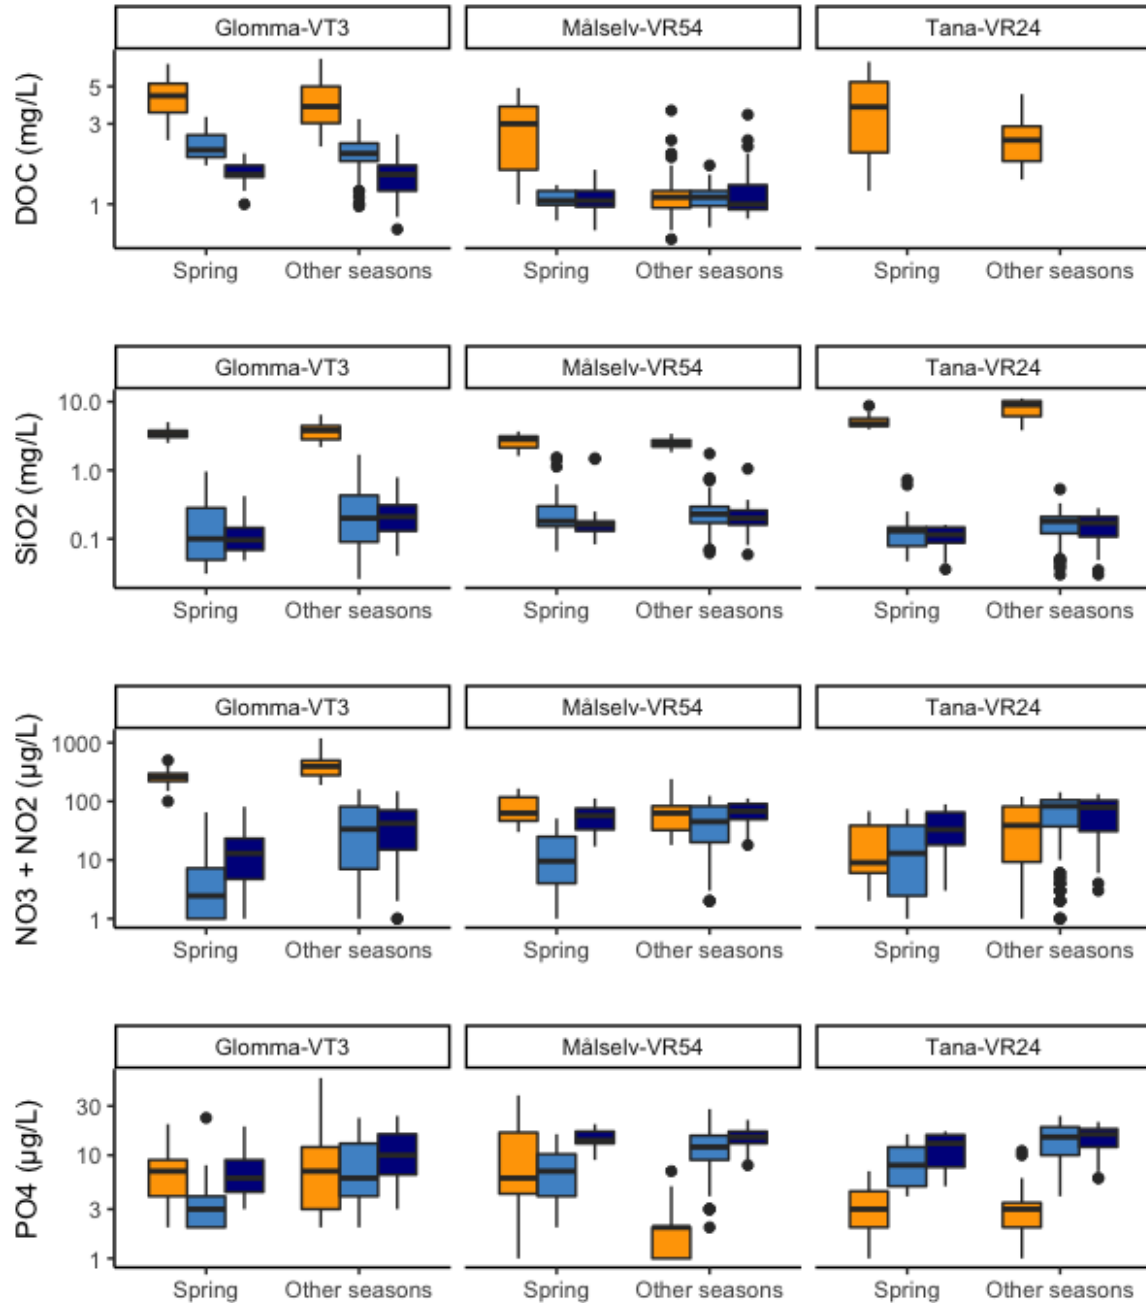 Glomma-VT3 Målselv-VR54 Tana-VR24
DOC (mg/L)
5
3
1
Spring Other seasons Spring Other seasons Spring Other seasons
Glomma-VT3 Målselv-VR54 Tana-VR24
SiO2 (mg/L)
10.0
1.0
0.1
Spring Other seasons Spring Other seasons Spring Other seasons
Glomma-VT3 Målselv-VR54 Tana-VR24
NO3 + NO2 (µg/L)
1000
100
10
1
Spring Other seasons Spring Other seasons Spring Other seasons
Glomma-VT3 Målselv-VR54 Tana-VR24
PO4 (µg/L)
30
10
3
1
Spring Other seasons Spring Other seasons Spring Other seasons